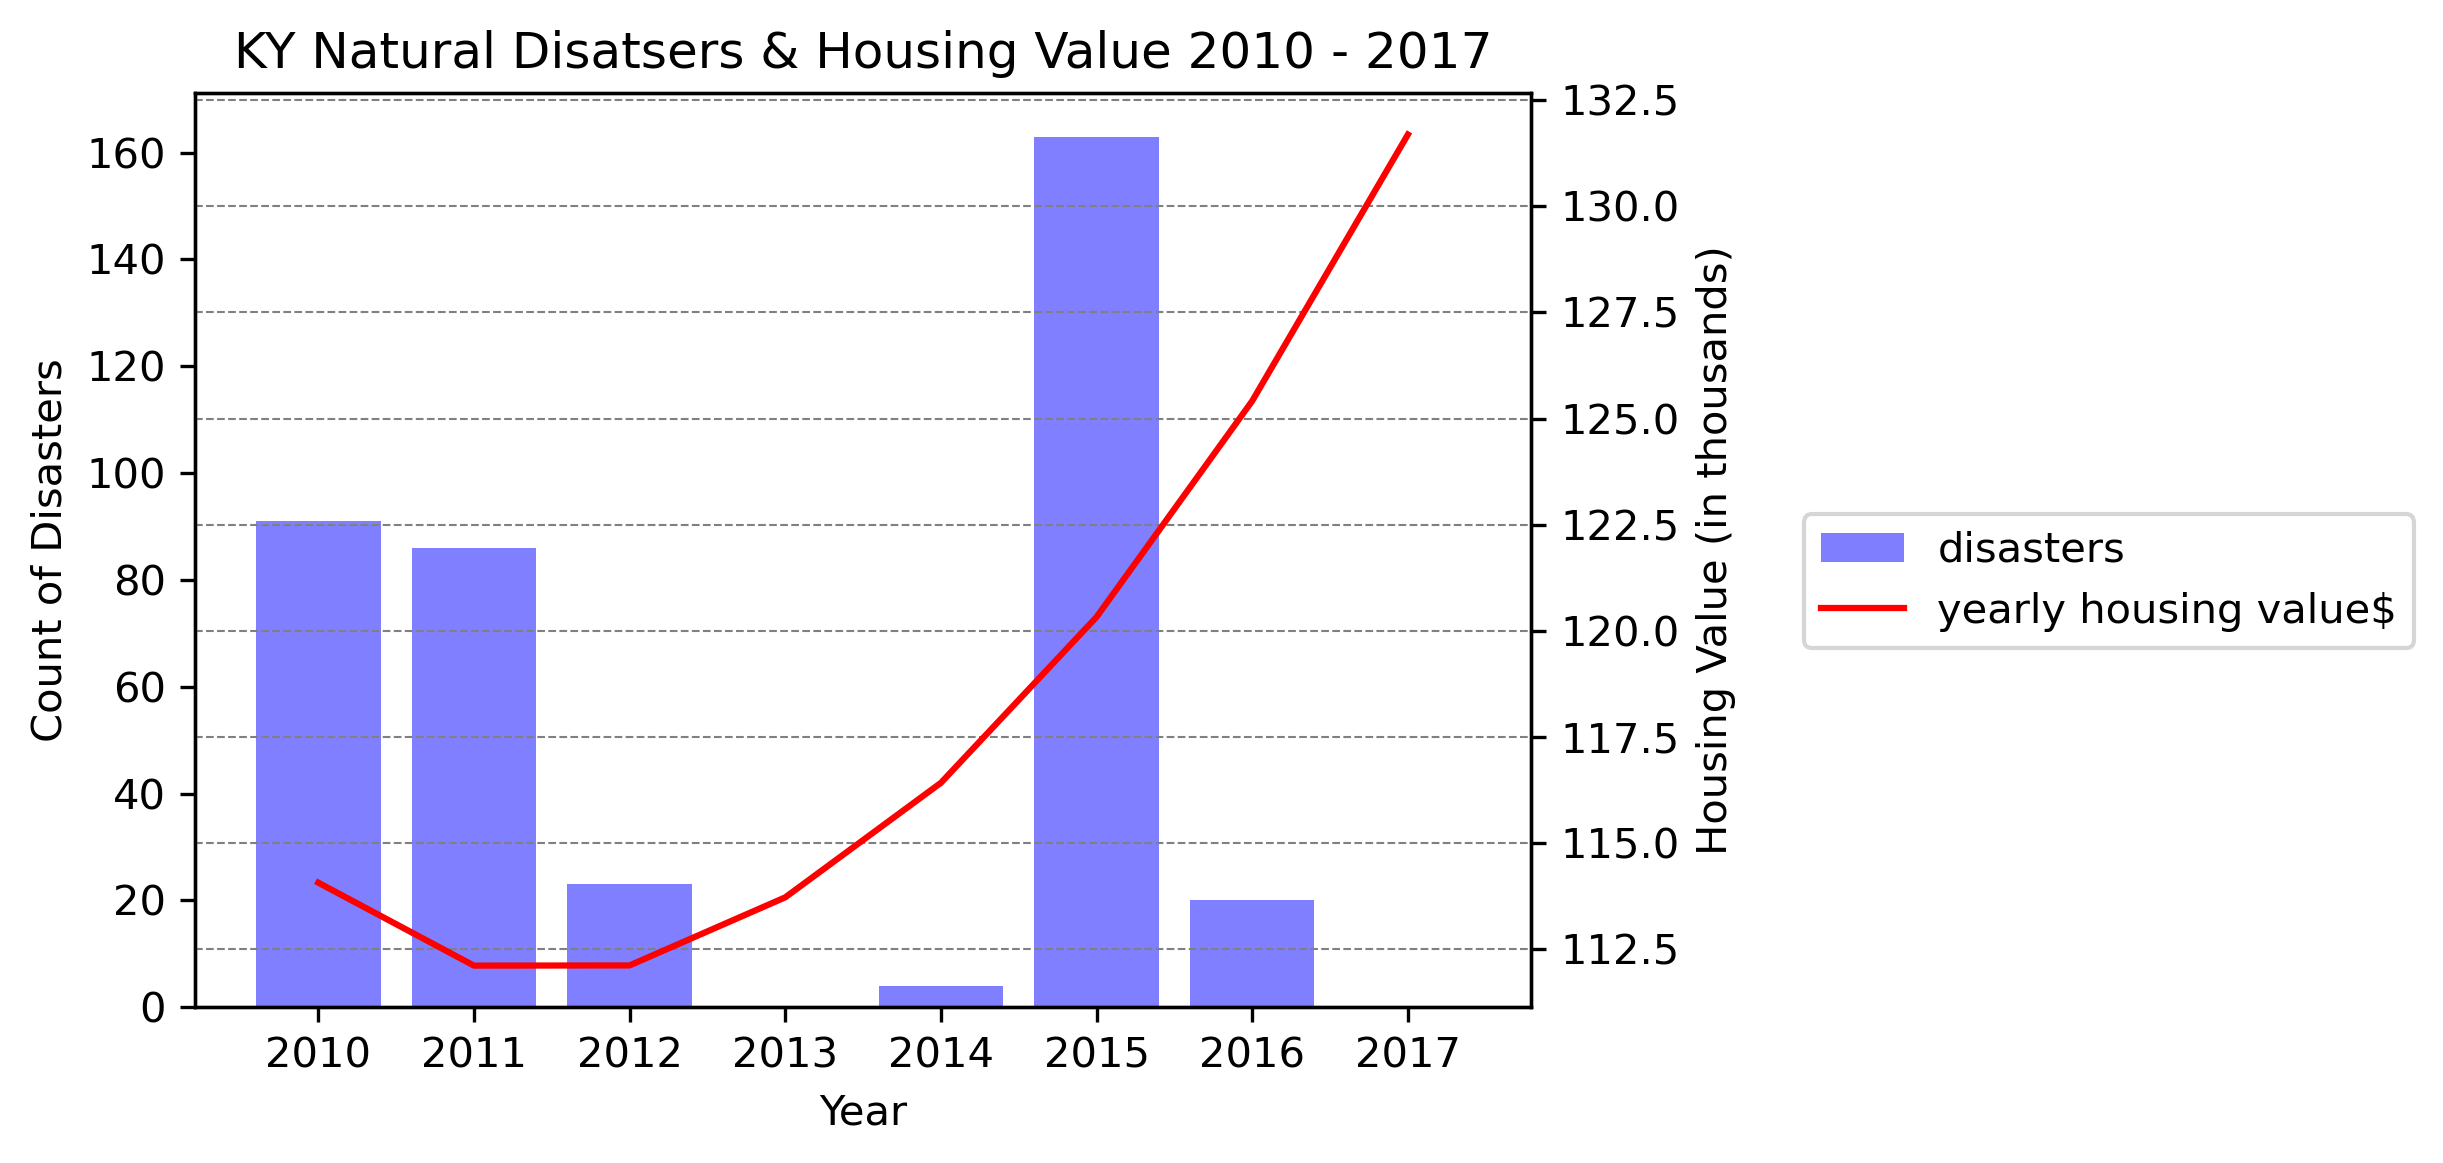 KY Natural Disatsers & Housing Value 2010 - 2017
Count of Disasters
160
140
120
100
80
60
40
20
0
132.5
130.0
127.5
125.0
122.5
120.0
117.5
115.0
112.5
Housing Value (in thousands)
2010 2011 2012 2013 2014 2015 2016 2017
Year
disasters
yearly housing value$